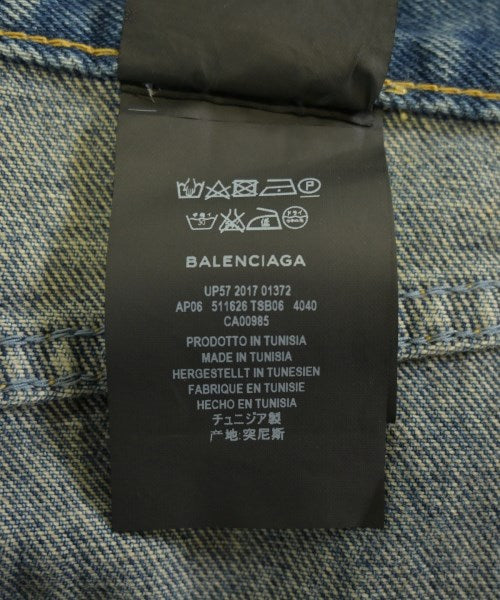 P
BALENCIAGA
UP57 2017 01372
AP06 511626 TSB06 4040
CA00985
PRODOTTO IN TUNISIA
MADE IN TUNISIA
HERGESTELLT IN TUNESIEN
FABRIQUE EN TUNISIE
HECHO EN TUNISIA
チュニジア製
产地:突尼斯